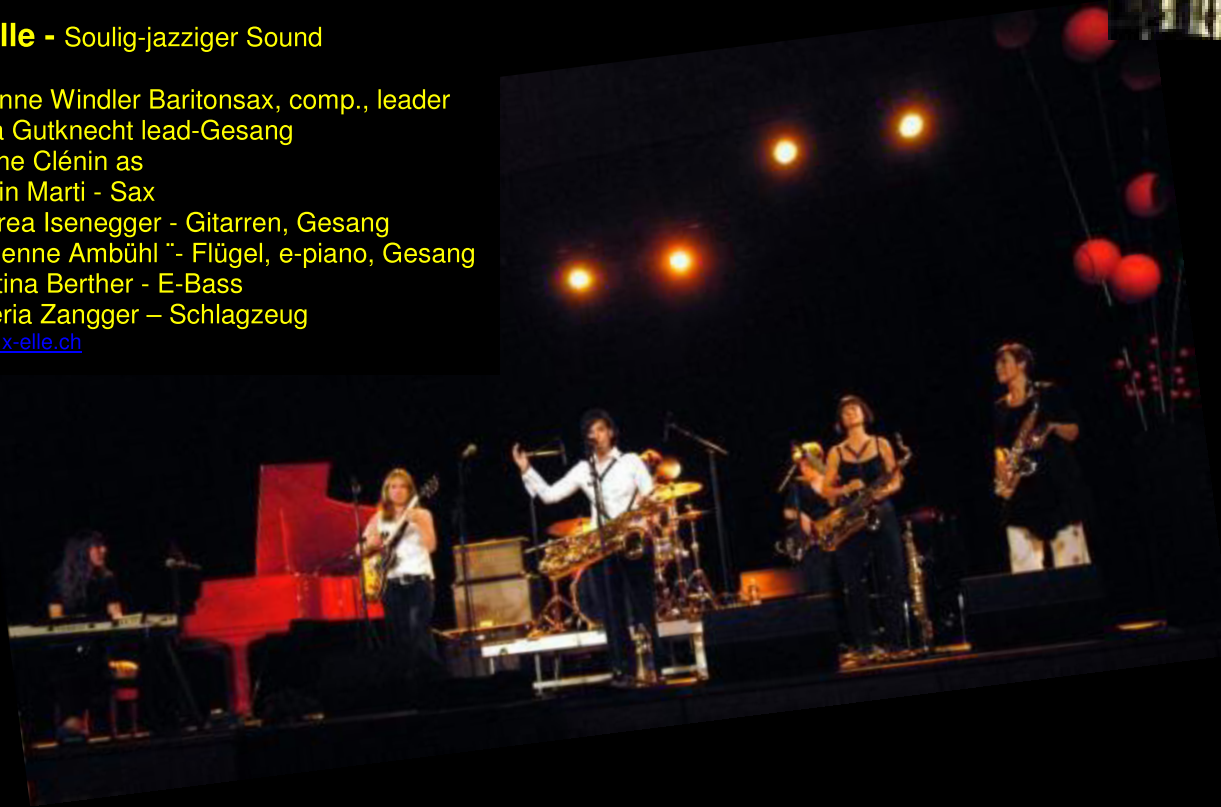 lle - Soulig-jazziger Sound
nne Windler Baritonsax, comp., leader
a Gutknecht lead-Gesang
ne Clénin as
in Marti - Sax
rea Isenegger - Gitarren, Gesang
enne Ambühl ¨- Flügel, e-piano, Gesang
tina Berther - E-Bass
eria Zangger – Schlagzeug
x-elle.ch